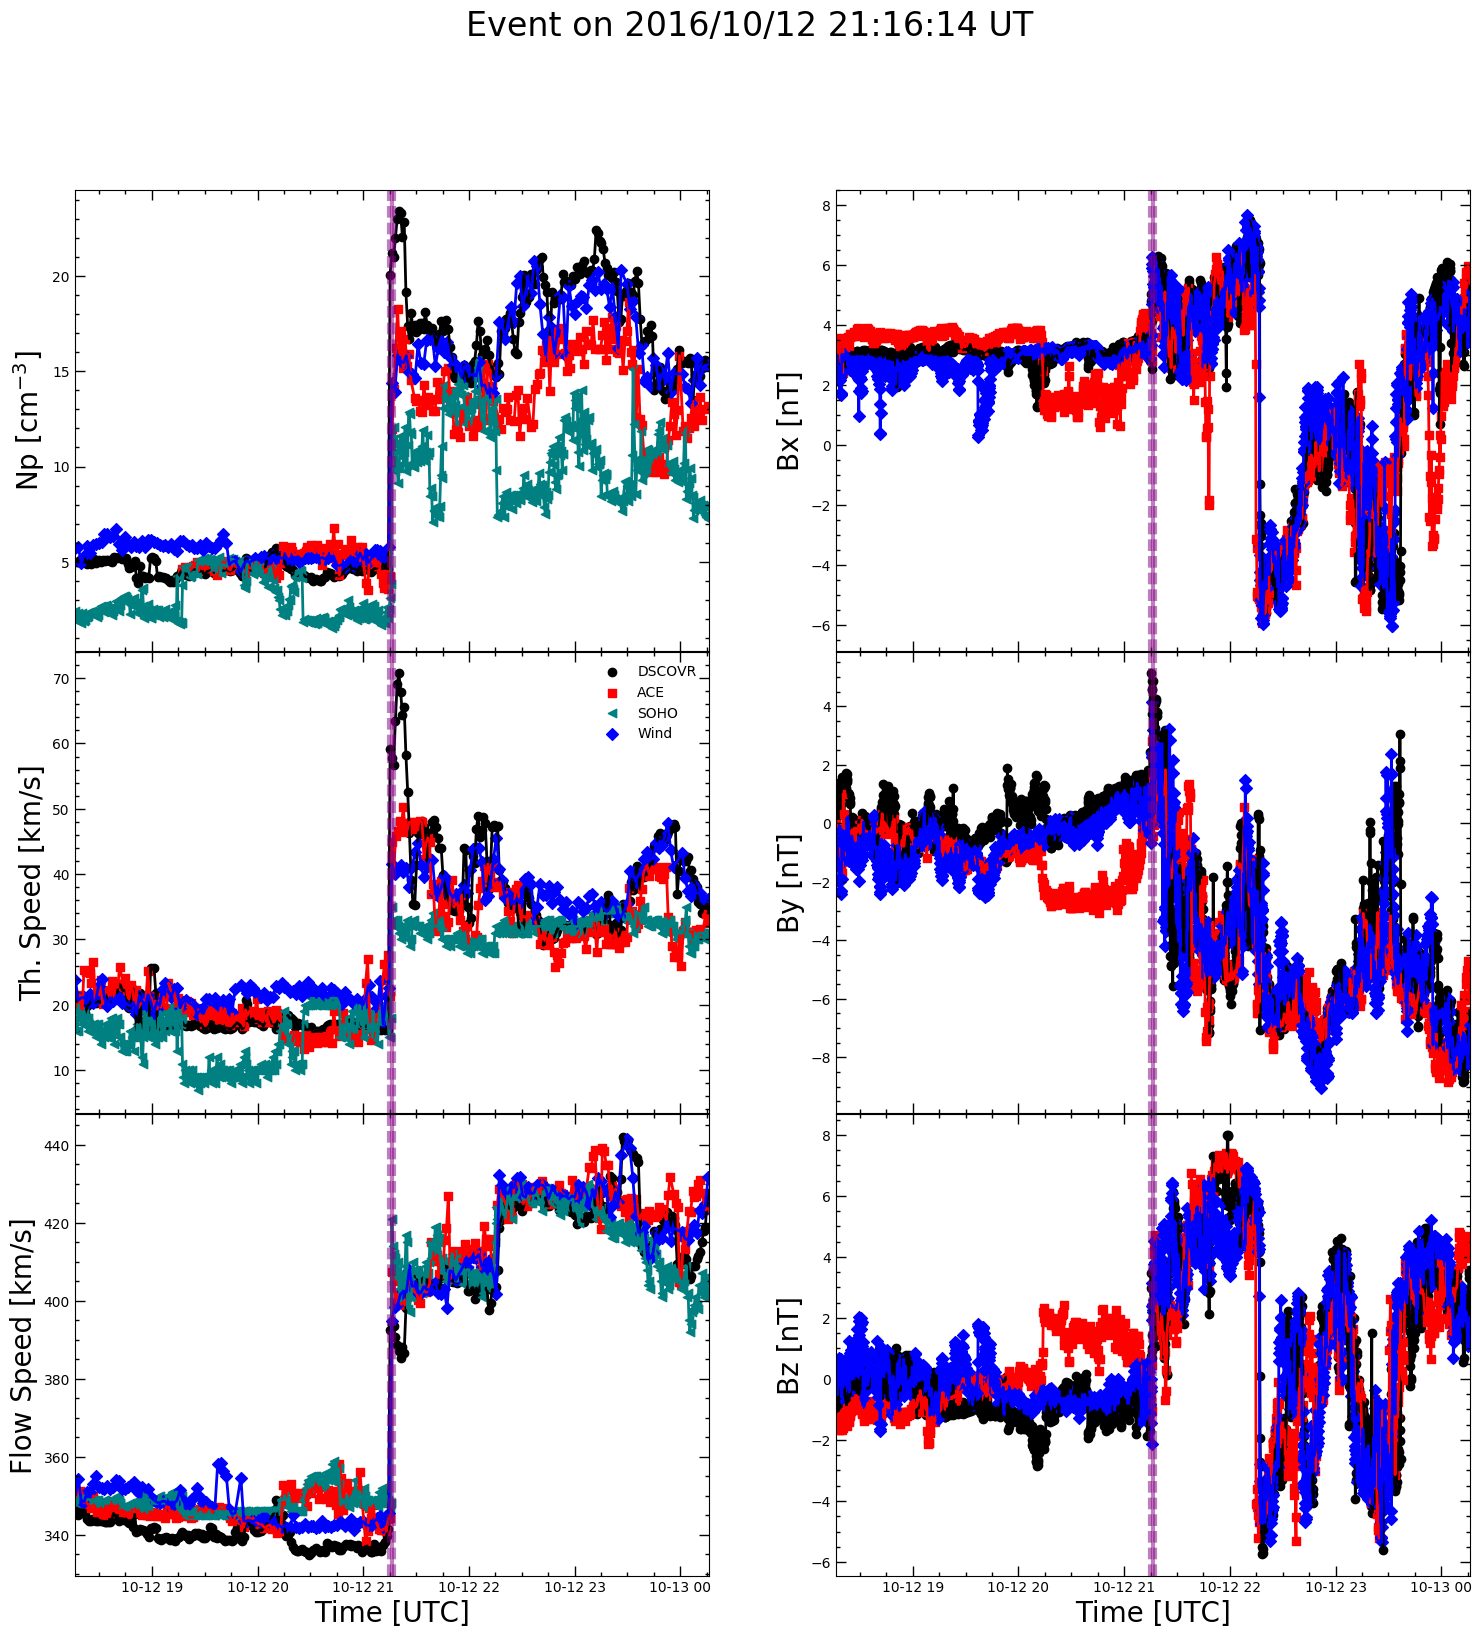 Event on 2016/10/12 21:16:14 UT
Np [cm⁻³]
20
15
10
5
Th. Speed [km/s]
70
60
50
40
30
20
10
DSCOVR
ACE
SOHO
Wind
Flow Speed [km/s]
440
420
400
380
360
340
10-12 19 10-12 20 10-12 21 10-12 22 10-12 23 10-13 00
Time [UTC]
Bx [nT]
8
6
4
2
0
−2
−4
−6
By [nT]
4
2
0
−2
−4
−6
−8
Bz [nT]
8
6
4
2
0
−2
−4
−6
10-12 19 10-12 20 10-12 21 10-12 22 10-12 23 10-13 00
Time [UTC]